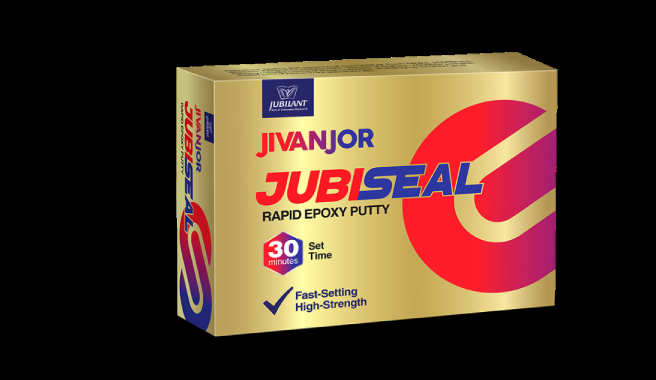 JUBILANT
JIVANJOR
JUBISEAL
RAPID EPOXY PUTTY
30
minutes
Set
Time
Fast-Setting
High-Strength
JIVANJOR
JUBISEAL
RAPID EPOXY PUTTY